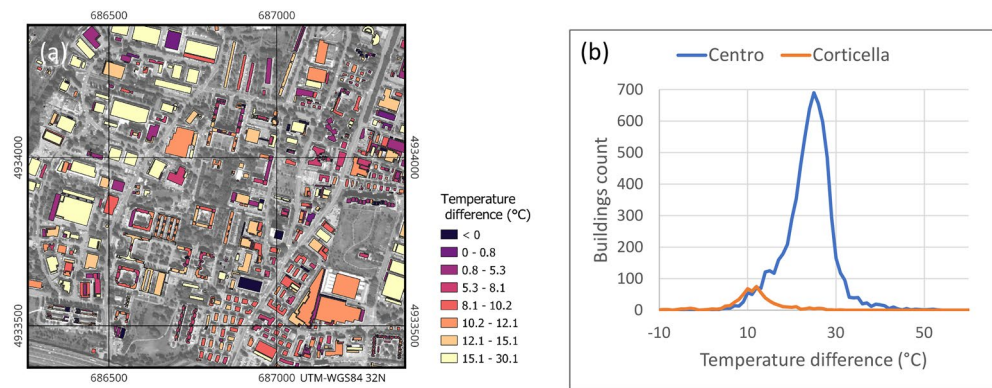 686500
687000
(a)
4934000
4934000
4933500
4933500
686500
687000
UTM-WGS84 32N
Temperature
difference (°C)
< 0
0 - 0.8
0.8 - 5.3
5.3 - 8.1
8.1 - 10.2
10.2 - 12.1
12.1 - 15.1
15.1 - 30.1
(b)
Centro
Corticella
Buildings count
700
600
500
400
300
200
100
0
-10
10
30
50
Temperature difference (°C)